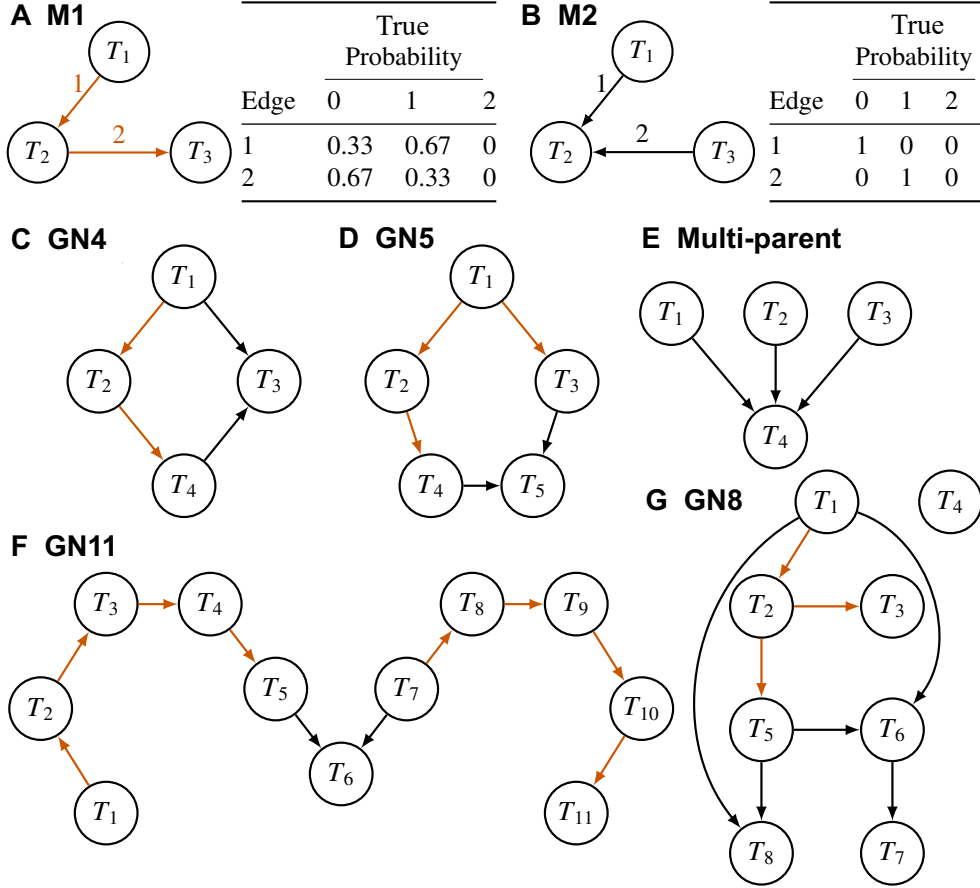 A M1
T1
1
T2
2
T3
True
Probability
Edge 0 1 2
1 0.33 0.67 0
2 0.67 0.33 0
B M2
T1
1
T2
2
T3
True
Probability
Edge 0 1 2
1 1 0 0
2 0 1 0
C GN4
T1
T2
T3
T4
D GN5
T1
T2
T3
T4
T5
E Multi-parent
T1
T2
T3
T4
F GN11
T3
T4
T8
T9
T2
T5
T7
T10
T6
T1
T11
G GN8
T1
T4
T2
T3
T5
T6
T8
T7